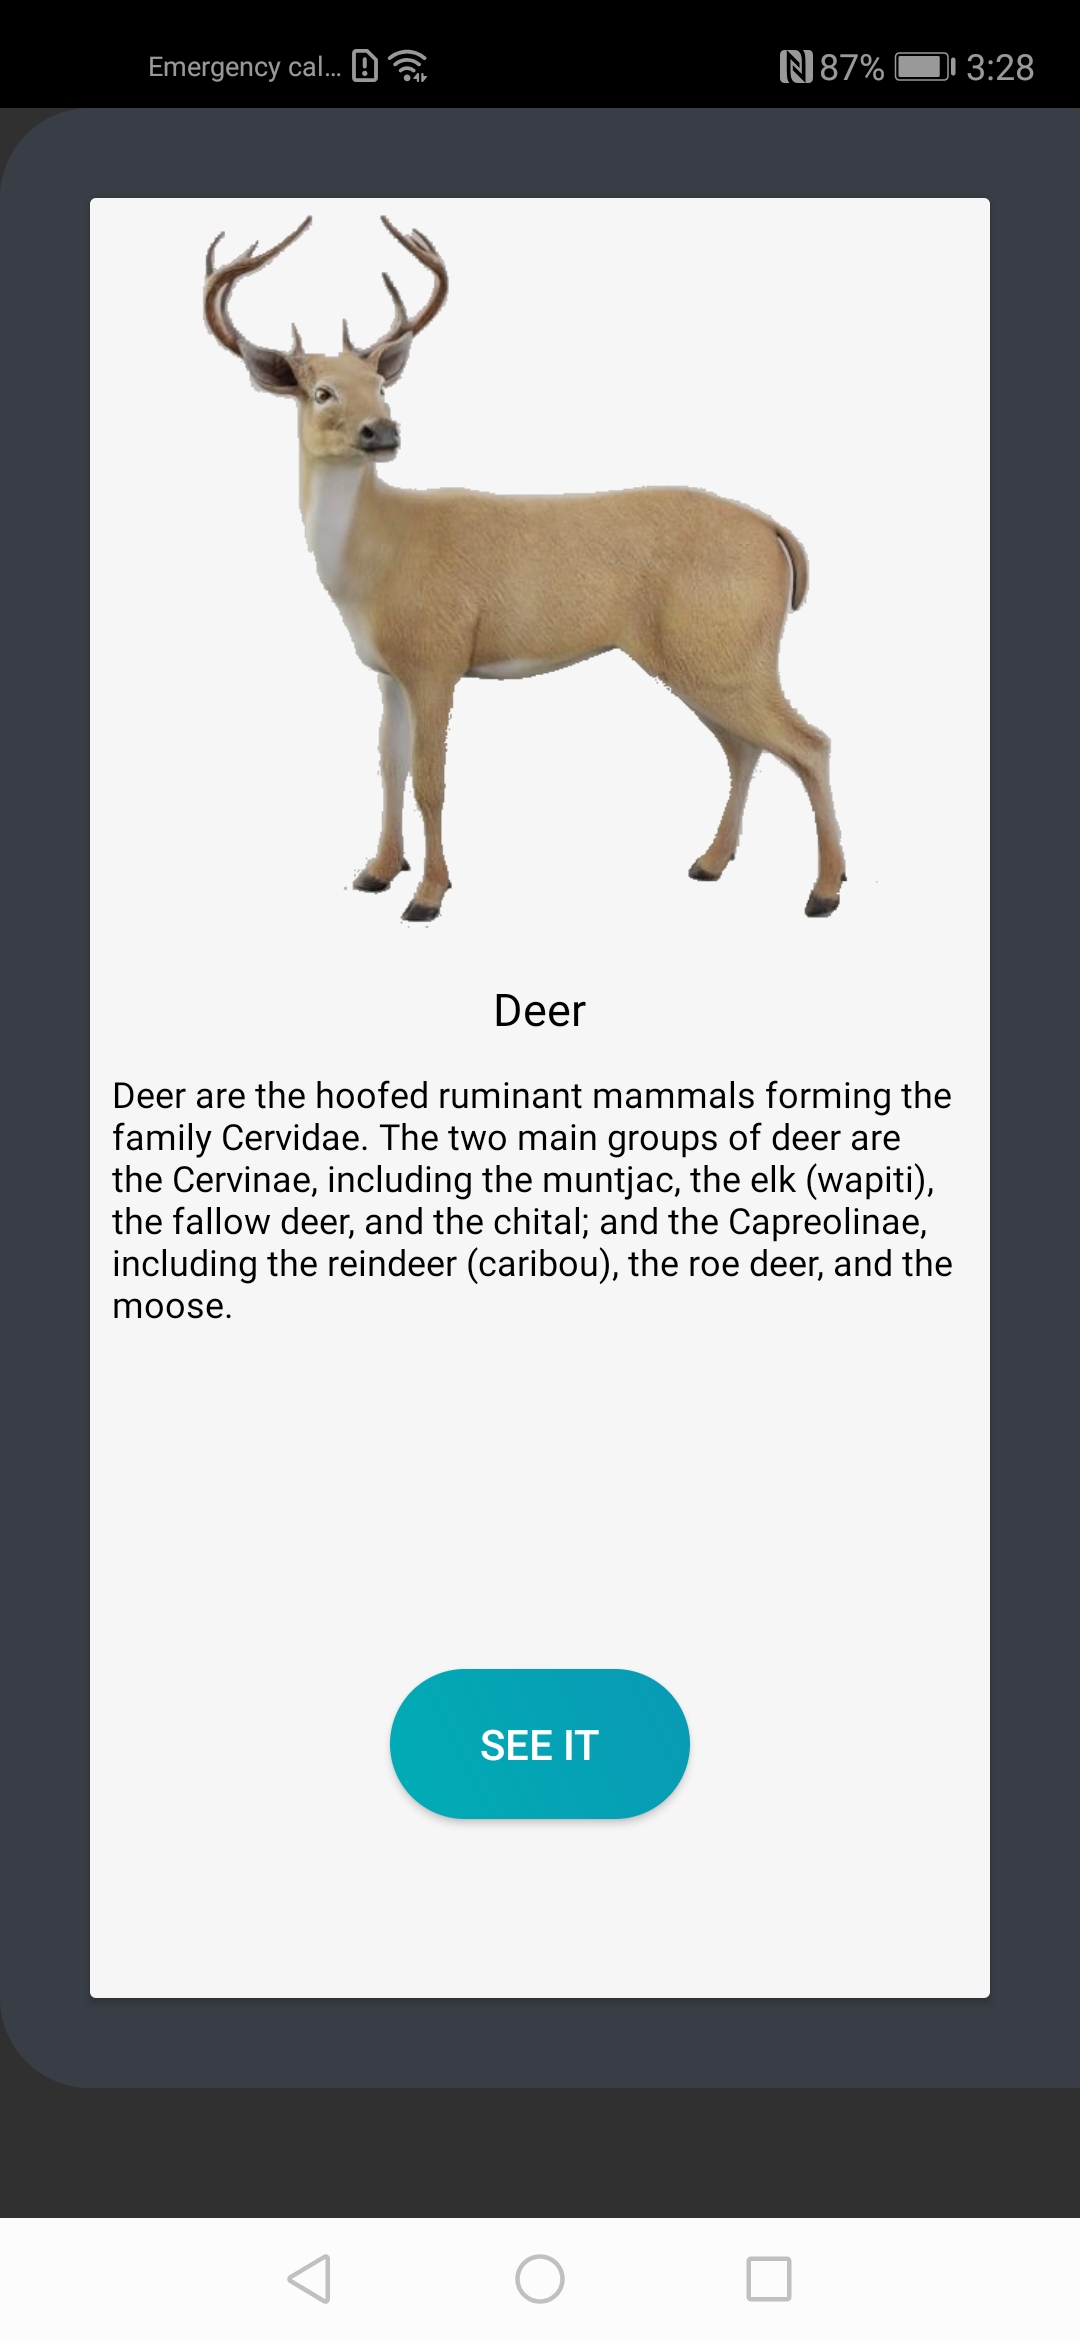 Emergency cal... 87% 3:28
Deer
Deer are the hoofed ruminant mammals forming the
family Cervidae. The two main groups of deer are
the Cervinae, including the muntjac, the elk (wapiti),
the fallow deer, and the chital; and the Capreolinae,
including the reindeer (caribou), the roe deer, and the
moose.
SEE IT